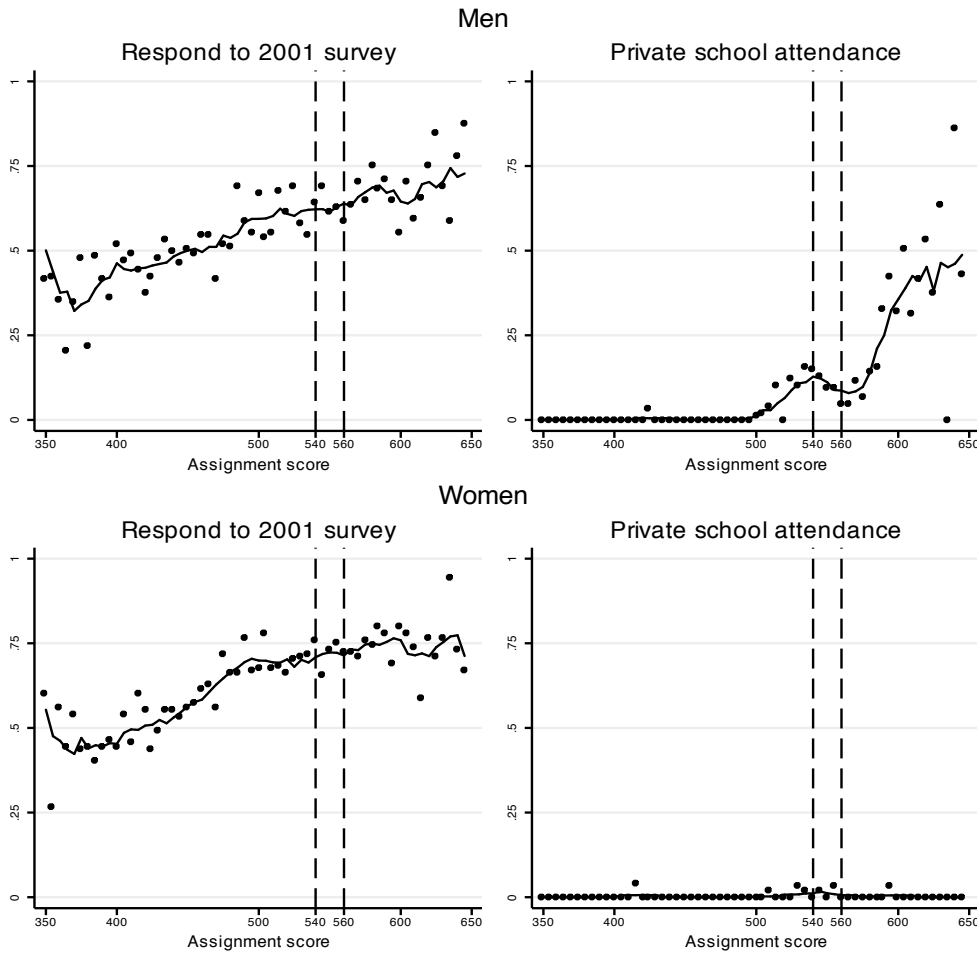 Men
Respond to 2001 survey
Private school attendance
1
.75
.5
.25
0
350 400 500 540 560 600 650
Assignment score
1
.75
.5
.25
0
350 400 500 540 560 600 650
Assignment score
Women
Respond to 2001 survey
Private school attendance
1
.75
.5
.25
0
350 400 500 540 560 600 650
Assignment score
1
.75
.5
.25
0
350 400 500 540 560 600 650
Assignment score